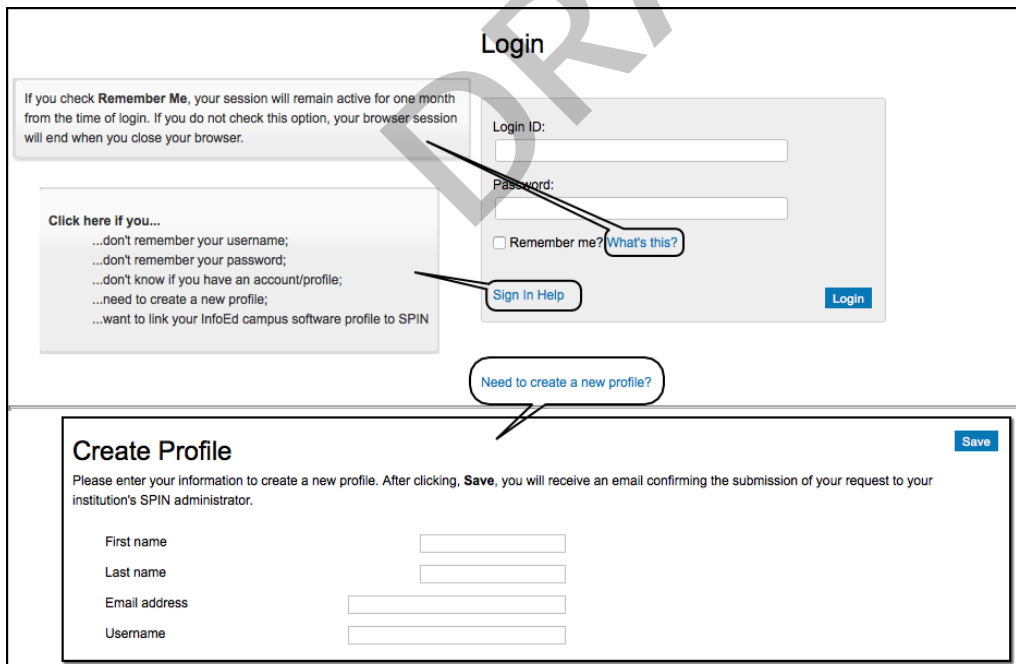 Login
If you check Remember Me, your session will remain active for one month
from the time of login. If you do not check this option, your browser session
will end when you close your browser.
Login ID:
Password:
Remember me? What's this?
Click here if you...
...don't remember your username;
...don't remember your password;
...don't know if you have an account/profile;
...need to create a new profile;
...want to link your InfoEd campus software profile to SPIN
Sign In Help
Login
Need to create a new profile?
Create Profile
Save
Please enter your information to create a new profile. After clicking, Save, you will receive an email confirming the submission of your request to your
institution's SPIN administrator.
First name
Last name
Email address
Username
DRA